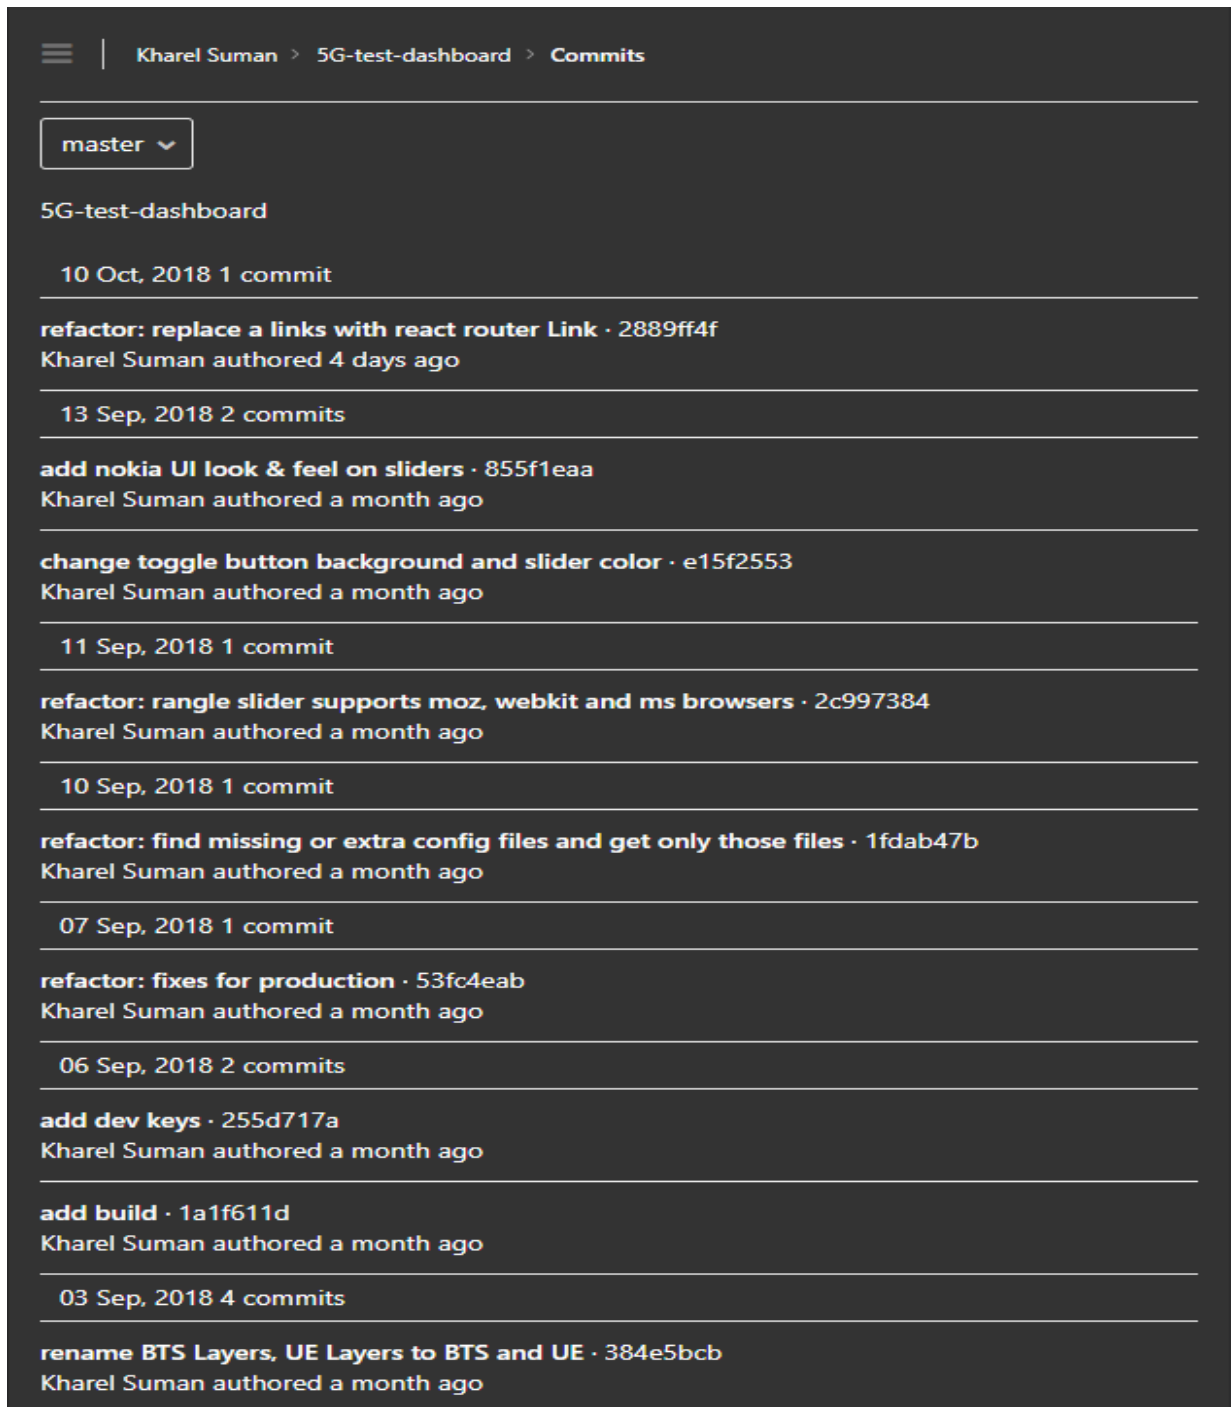 Kharel Suman > 5G-test-dashboard > Commits
master
5G-test-dashboard
10 Oct, 2018 1 commit
refactor: replace a links with react router Link · 2889ff4f
Kharel Suman authored 4 days ago
13 Sep, 2018 2 commits
add nokia UI look & feel on sliders · 855f1eaa
Kharel Suman authored a month ago
change toggle button background and slider color · e15f2553
Kharel Suman authored a month ago
11 Sep, 2018 1 commit
refactor: rangle slider supports moz, webkit and ms browsers · 2c997384
Kharel Suman authored a month ago
10 Sep, 2018 1 commit
refactor: find missing or extra config files and get only those files · 1fdab47b
Kharel Suman authored a month ago
07 Sep, 2018 1 commit
refactor: fixes for production · 53fc4eab
Kharel Suman authored a month ago
06 Sep, 2018 2 commits
add dev keys · 255d717a
Kharel Suman authored a month ago
add build · 1a1f611d
Kharel Suman authored a month ago
03 Sep, 2018 4 commits
rename BTS Layers, UE Layers to BTS and UE · 384e5bcb
Kharel Suman authored a month ago